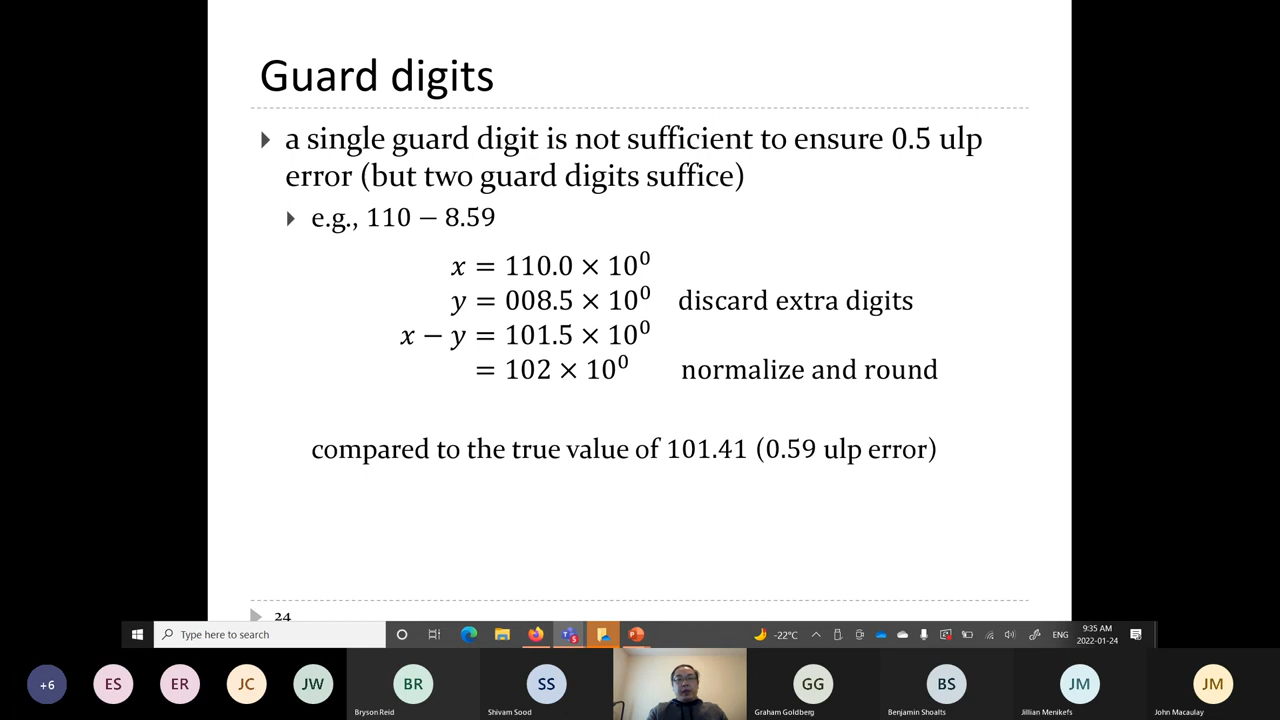 Guard digits
a single guard digit is not sufficient to ensure 0.5 ulp
error (but two guard digits suffice)
e.g., 110 − 8.59
x = 110.0 × 10⁰
y = 008.5 × 10⁰ discard extra digits
x − y = 101.5 × 10⁰
= 102 × 10⁰ normalize and round
compared to the true value of 101.41 (0.59 ulp error)
24
Type here to search
-22°C
ENG
9:35 AM
2022-01-24
+6
ES
ER
JC
JW
BR
SS
GG
BS
JM
JM
Bryson Reid
Shivam Sood
Graham Goldberg
Benjamin Shoalts
Jillian Menikefs
John Macaulay